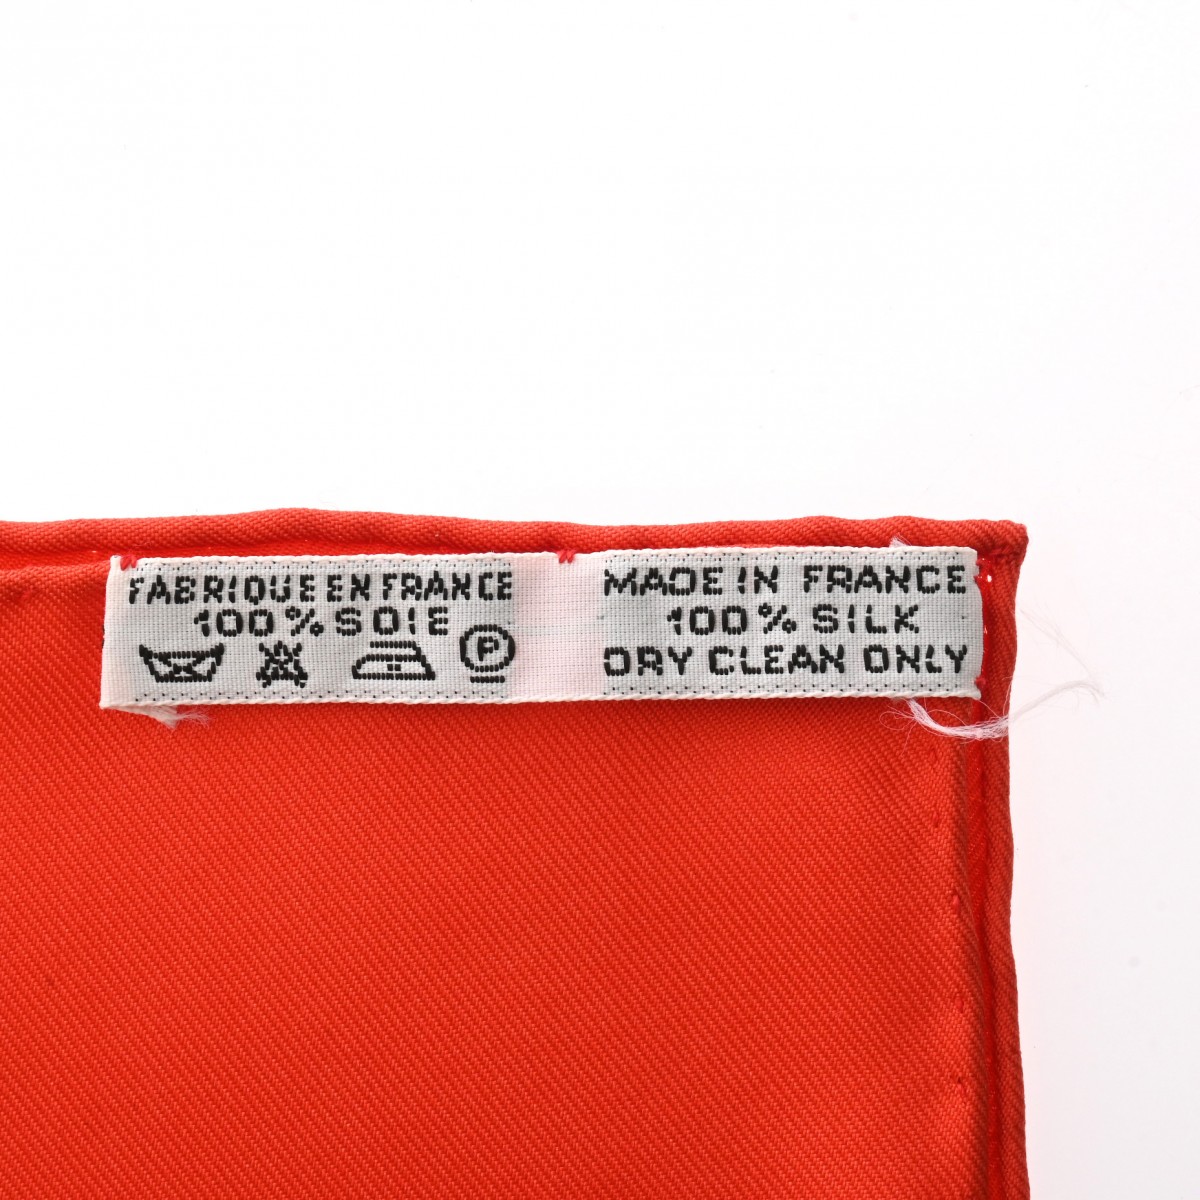 FABRIQUE EN FRANCE
100% SOIE
P
MADE IN FRANCE
100% SILK
DRY CLEAN ONLY